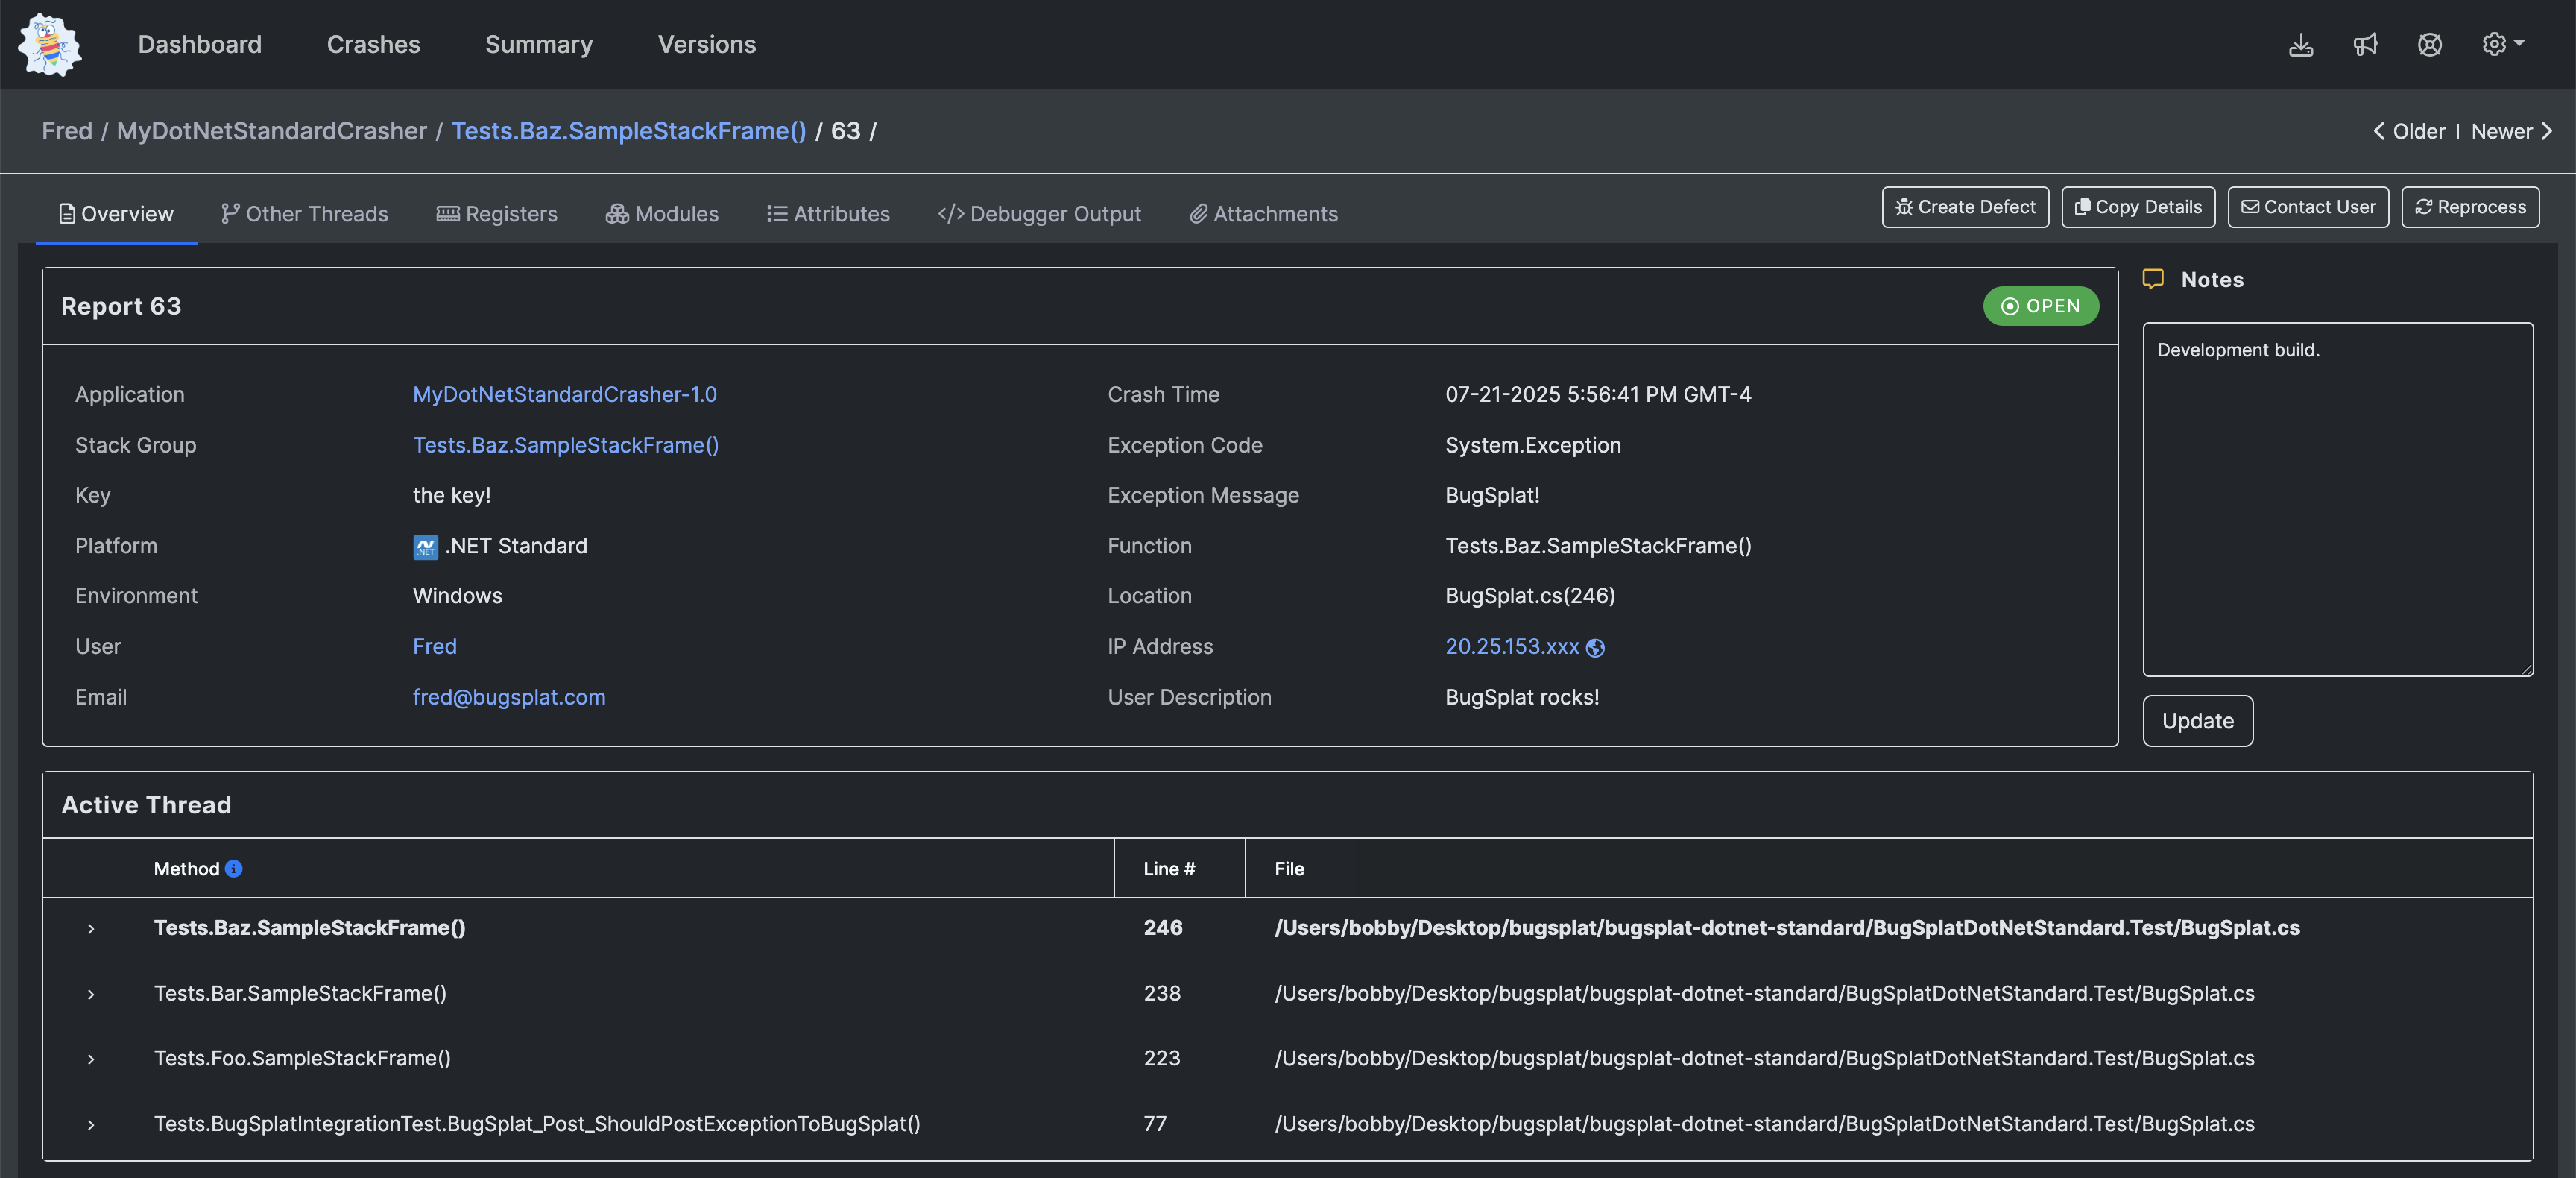 Dashboard Crashes Summary Versions
Fred / MyDotNetStandardCrasher / Tests.Baz.SampleStackFrame() / 63 /
Older | Newer
Overview Other Threads Registers Modules Attributes Debugger Output Attachments
Create Defect Copy Details Contact User Reprocess
Report 63
OPEN
Application MyDotNetStandardCrasher-1.0
Stack Group Tests.Baz.SampleStackFrame()
Key the key!
Platform .NET .NET Standard
Environment Windows
User Fred
Email fred@bugsplat.com
Crash Time 07-21-2025 5:56:41 PM GMT-4
Exception Code System.Exception
Exception Message BugSplat!
Function Tests.Baz.SampleStackFrame()
Location BugSplat.cs(246)
IP Address 20.25.153.xxx
User Description BugSplat rocks!
Notes
Development build.
Update
Active Thread
Method Line # File
Tests.Baz.SampleStackFrame() 246 /Users/bobby/Desktop/bugsplat/bugsplat-dotnet-standard/BugSplatDotNetStandard.Test/BugSplat.cs
Tests.Bar.SampleStackFrame() 238 /Users/bobby/Desktop/bugsplat/bugsplat-dotnet-standard/BugSplatDotNetStandard.Test/BugSplat.cs
Tests.Foo.SampleStackFrame() 223 /Users/bobby/Desktop/bugsplat/bugsplat-dotnet-standard/BugSplatDotNetStandard.Test/BugSplat.cs
Tests.BugSplatIntegrationTest.BugSplat_Post_ShouldPostExceptionToBugSplat() 77 /Users/bobby/Desktop/bugsplat/bugsplat-dotnet-standard/BugSplatDotNetStandard.Test/BugSplat.cs